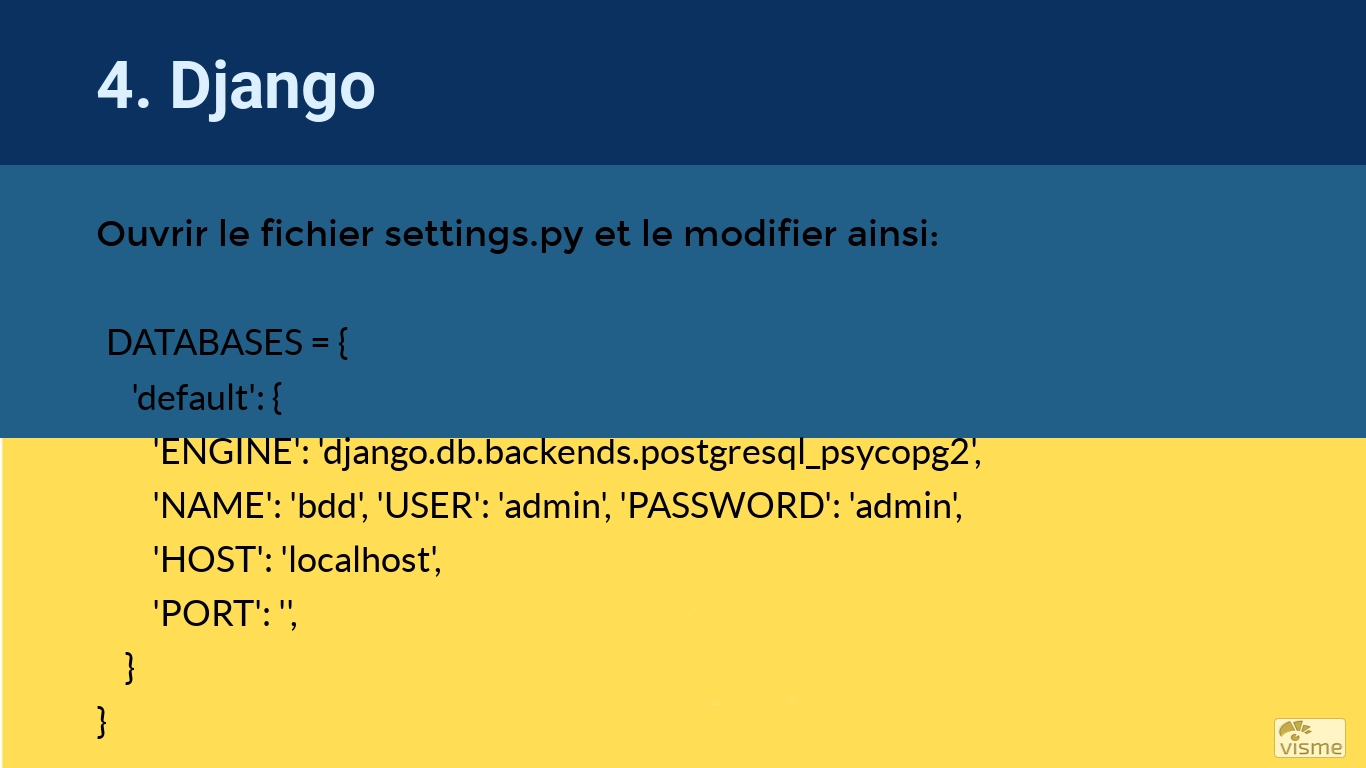 4. Django
Ouvrir le fichier settings.py et le modifier ainsi:
DATABASES = {
'default': {
'ENGINE': 'django.db.backends.postgresql_psycopg2',
'NAME': 'bdd', 'USER': 'admin', 'PASSWORD': 'admin',
'HOST': 'localhost',
'PORT': '',
}
}
visme